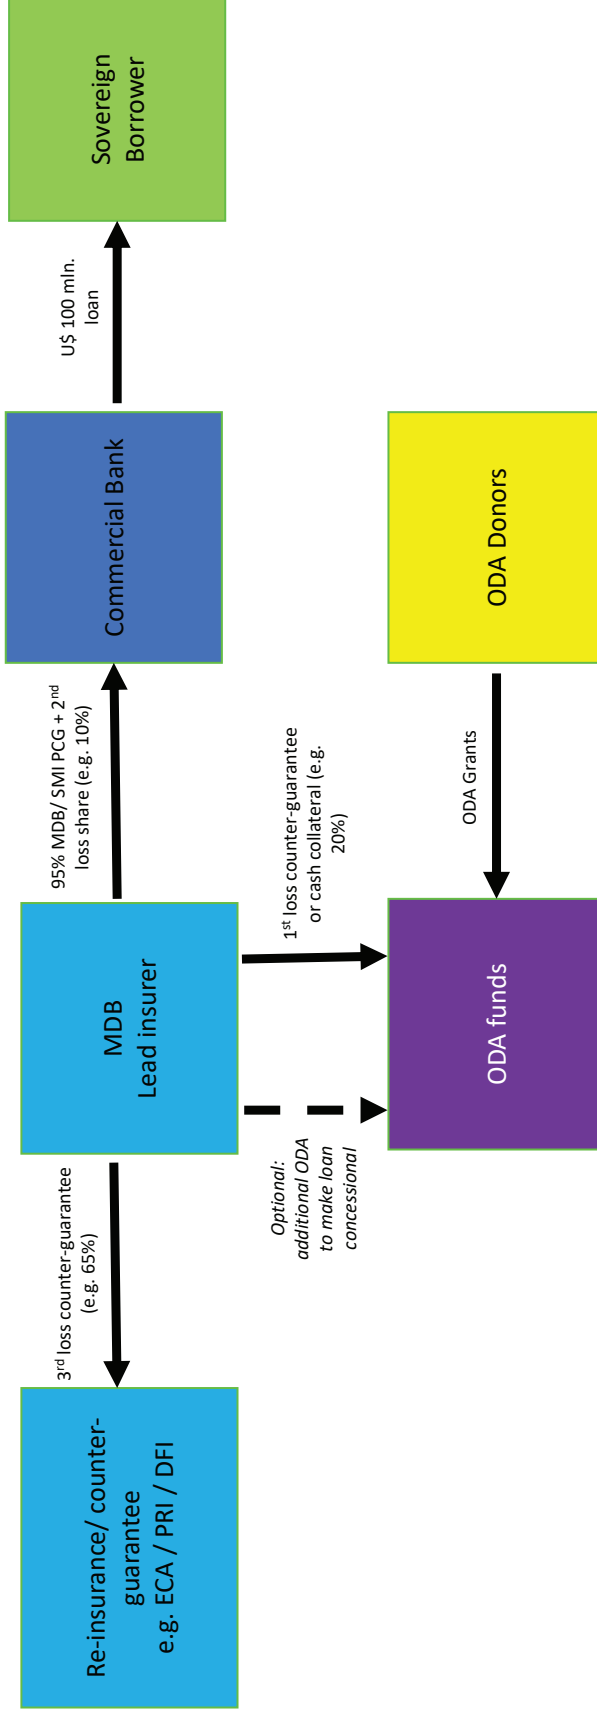 Re-insurance/ counter-
guarantee
e.g. ECA / PRI / DFI
3rd loss counter-guarantee
(e.g. 65%)
MDB
Lead insurer
95% MDB/ SMI PCG + 2nd
loss share (e.g. 10%)
Commercial Bank
U$ 100 mln.
loan
Sovereign
Borrower
Optional:
additional ODA
to make loan
concessional
1st loss counter-guarantee
or cash collateral (e.g.
20%)
ODA funds
ODA Grants
ODA Donors